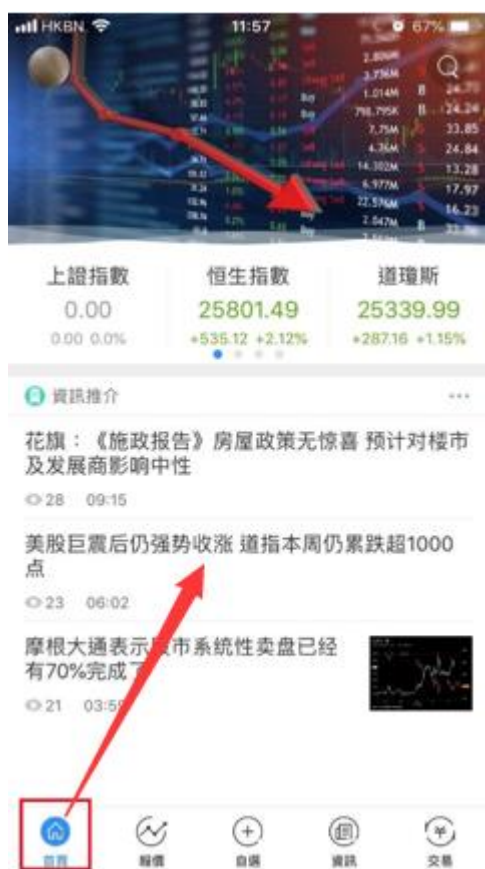 HKBN 11:57 67%
上證指數 恒生指數 道瓊斯
0.00 25801.49 25339.99
0.00 0.0% +535.12 +2.12% +287.16 +1.15%
資訊推介
花旗：《施政报告》房屋政策无惊喜 预计对楼市
及发展商影响中性
28 09:15
美股巨震后仍强势收涨 道指本周仍累跌超1000
点
23 06:02
摩根大通表示股市系统性卖盘已经
有70%完成了
21 03:59
首頁 報價 自選 資訊 交易